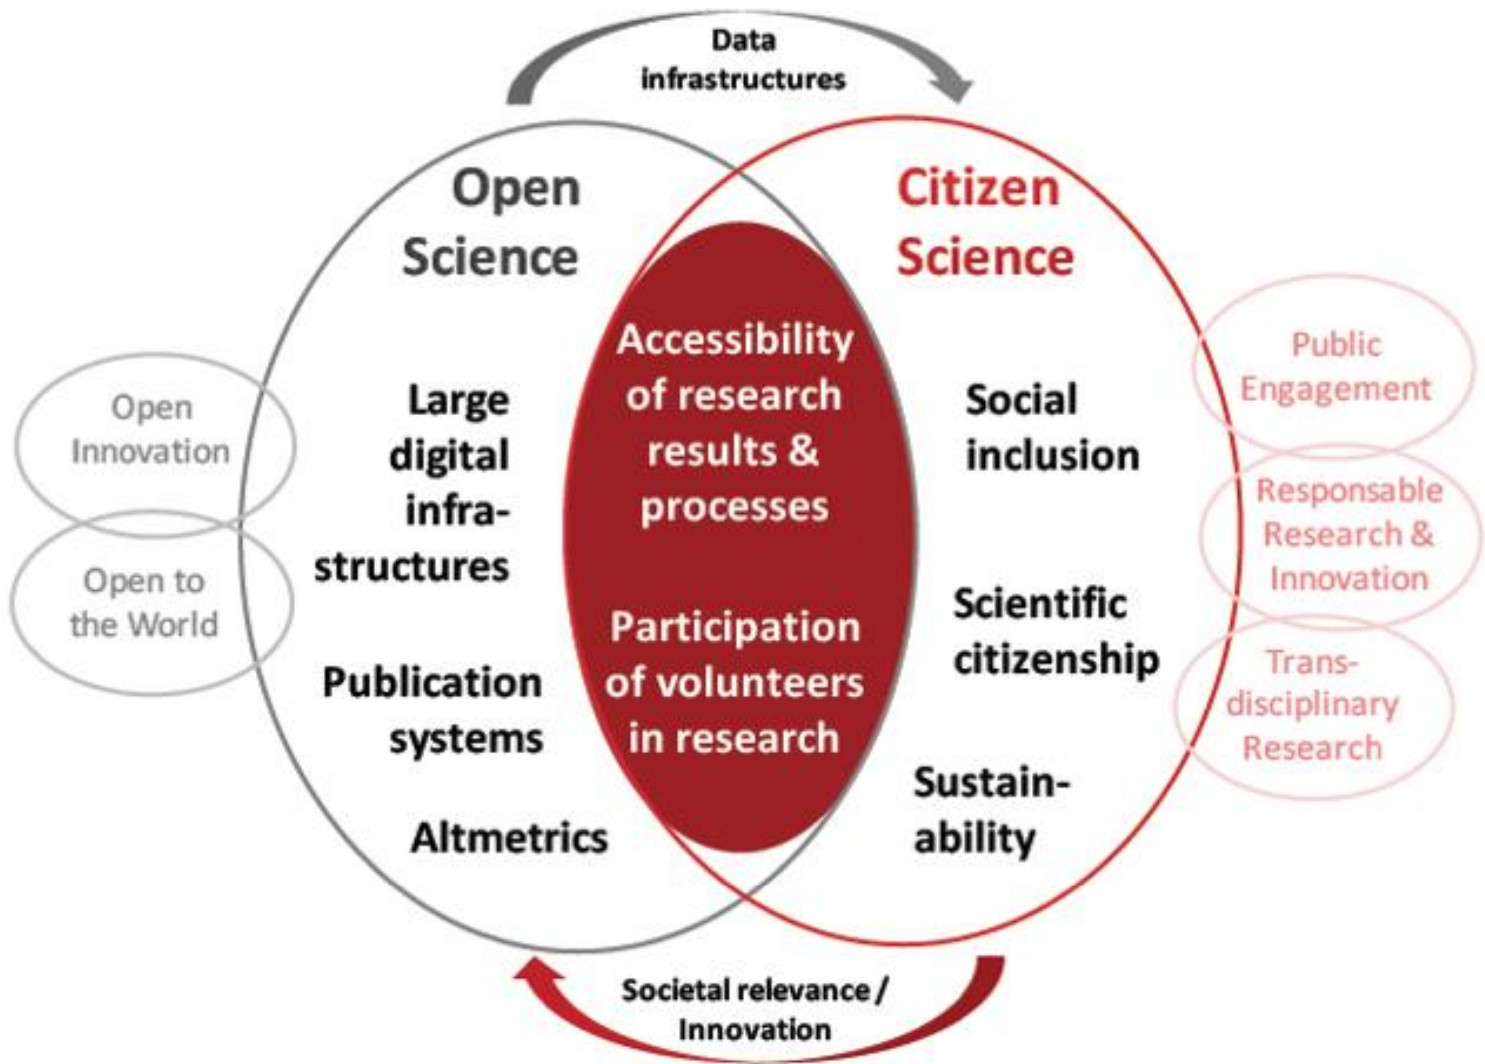 Data
infrastructures
Open
Science
Citizen
Science
Accessibility
of research
results &
processes
Participation
of volunteers
in research
Large
digital
infra-
structures
Publication
systems
Altmetrics
Social
inclusion
Scientific
citizenship
Sustain-
ability
Open
Innovation
Open to
the World
Public
Engagement
Responsable
Research &
Innovation
Trans-
disciplinary
Research
Societal relevance /
Innovation